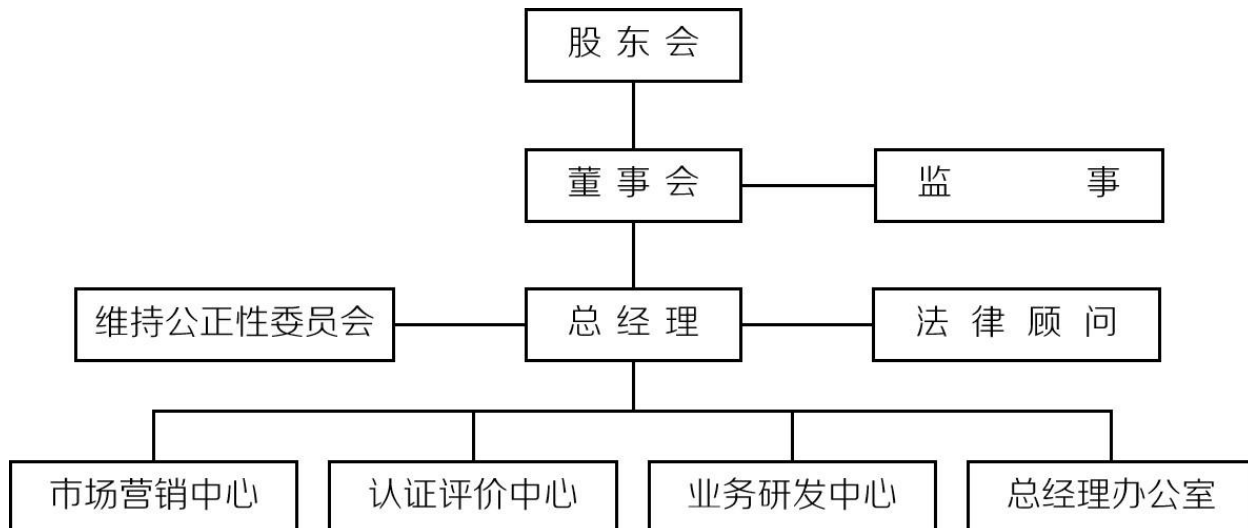 股东会
董事会
监事
维持公正性委员会
总经理
法律顾问
市场营销中心
认证评价中心
业务研发中心
总经理办公室